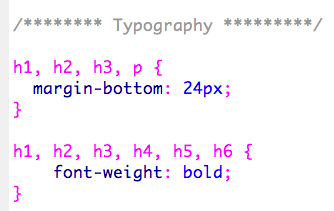 /******** Typography *********/
h1, h2, h3, p {
  margin-bottom: 24px;
}
h1, h2, h3, h4, h5, h6 {
    font-weight: bold;
}